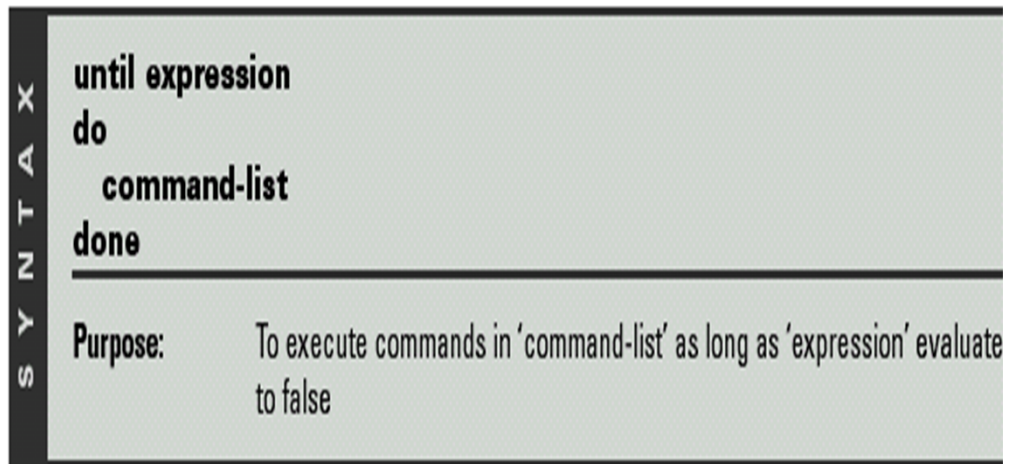 SYNTAX
until expression
do
command-list
done
Purpose: To execute commands in 'command-list' as long as 'expression' evaluate
to false